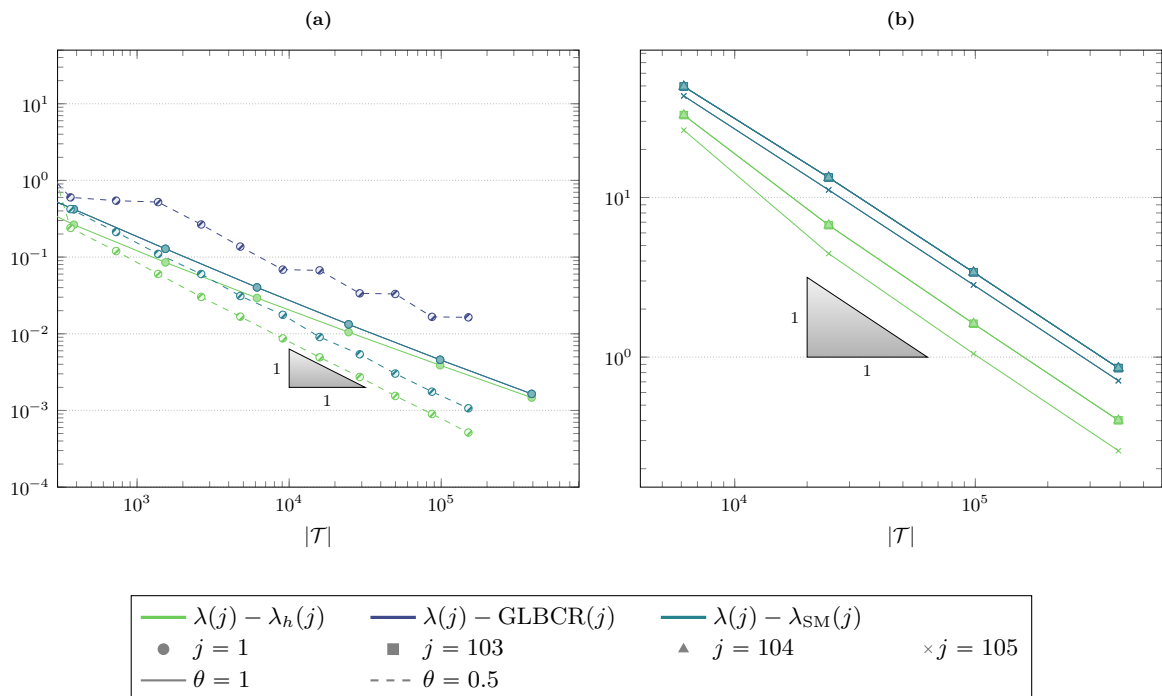 (a)
(b)
10^1
10^0
10^{-1}
10^{-2}
10^{-3}
10^{-4}
1
1
10^3
10^4
10^5
|𝒯|
10^1
10^0
1
1
10^4
10^5
|𝒯|
λ(j) − λ_h(j)
λ(j) − GLBCR(j)
λ(j) − λ_SM(j)
j = 1
j = 103
j = 104
j = 105
θ = 1
θ = 0.5